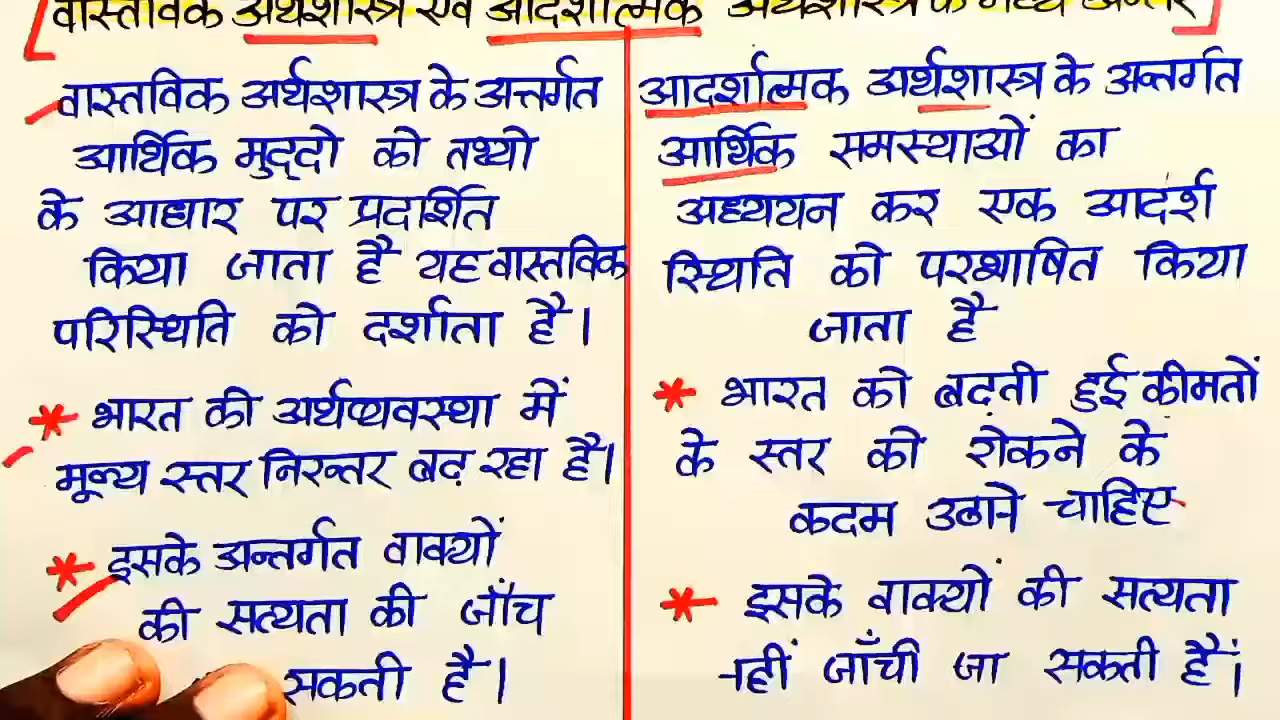 वास्तविक अर्थशास्त्र एवं आदर्शात्मक अर्थशास्त्र के मध्य अन्तर
वास्तविक अर्थशास्त्र के अन्तर्गत
आर्थिक मुद्दो को तथ्यो
के आधार पर प्रदर्शित
किया जाता है यह वास्तविक
परिस्थिति को दर्शाता है।
* भारत की अर्थव्यवस्था में
मूल्य स्तर निरन्तर बढ़ रहा है।
* इसके अन्तर्गत वाक्यों
की सत्यता की जाँच
सकती है।
आदर्शात्मक अर्थशास्त्र के अन्तर्गत
आर्थिक समस्याओं का
अध्ययन कर एक आदर्श
स्थिति को परभाषित किया
जाता है
* भारत को बढ़ती हुई कीमतों
के स्तर को रोकने के
कदम उठाने चाहिए
* इसके वाक्यों की सत्यता
नहीं जाँची जा सकती हैं।